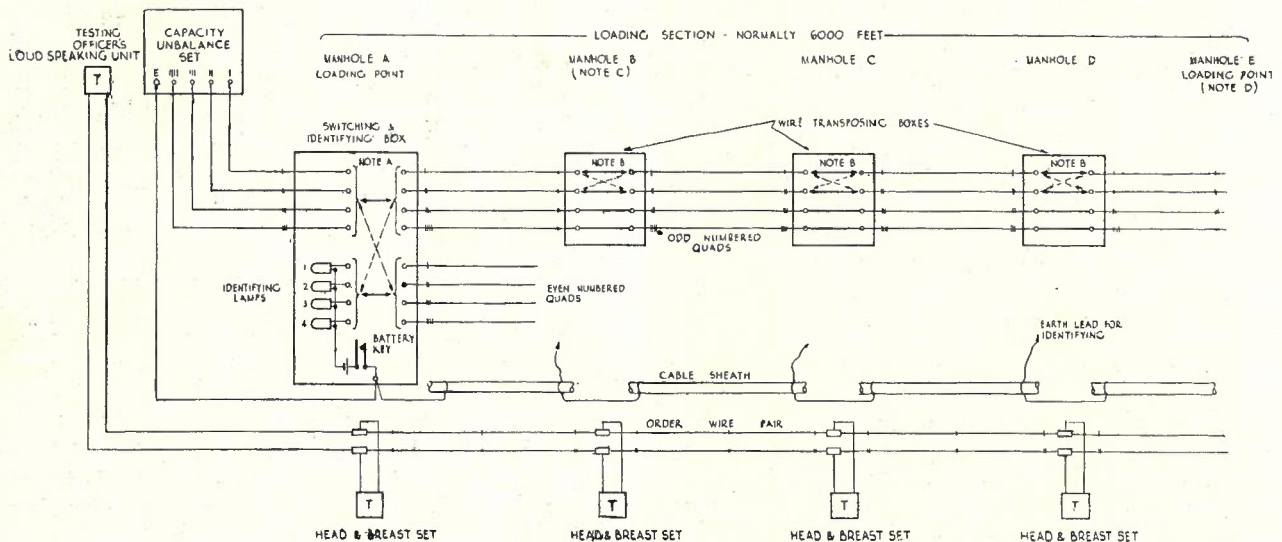 TESTING
OFFICER'S
LOUD SPEAKING UNIT
T
CAPACITY
UNBALANCE
SET
E IIII III II I
LOADING SECTION - NORMALLY 6000 FEET
MANHOLE A
LOADING POINT
MANHOLE B
(NOTE C)
MANHOLE C
MANHOLE D
MANHOLE E
LOADING POINT
(NOTE D)
SWITCHING &
IDENTIFYING BOX
WIRE TRANSPOSING BOXES
NOTE A
NOTE B
NOTE B
NOTE B
ODD NUMBERED
QUADS
IDENTIFYING
LAMPS
1
2
3
4
EVEN NUMBERED
QUADS
BATTERY
KEY
EARTH LEAD FOR
IDENTIFYING
CABLE SHEATH
ORDER WIRE PAIR
T
T
T
T
HEAD & BREAST SET
HEAD & BREAST SET
HEAD & BREAST SET
HEAD & BREAST SET